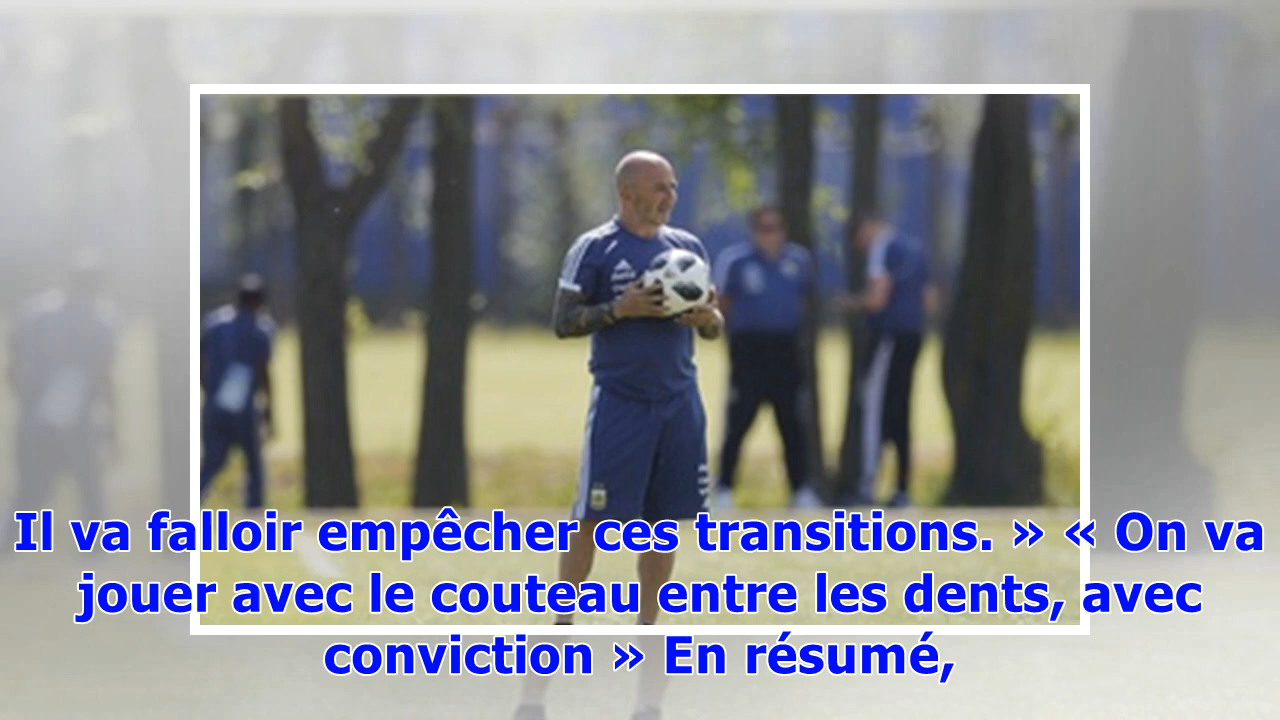 Il va falloir empêcher ces transitions. » « On va
jouer avec le couteau entre les dents, avec
conviction » En résumé,